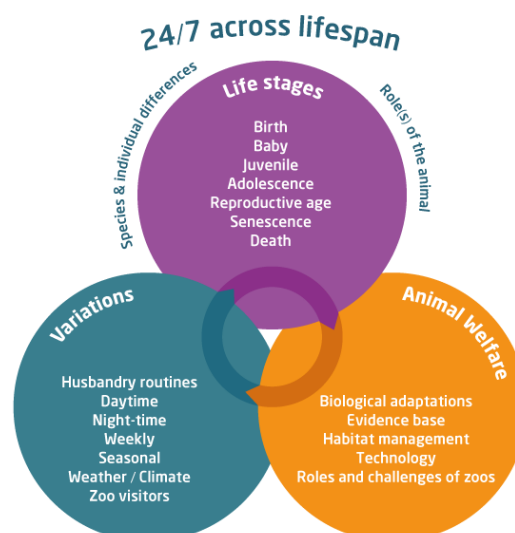 24/7 across lifespan
Species & individual differences
Role(s) of the animal
Life stages
Birth
Baby
Juvenile
Adolescence
Reproductive age
Senescence
Death
Variations
Husbandry routines
Daytime
Night-time
Weekly
Seasonal
Weather / Climate
Zoo visitors
Animal Welfare
Biological adaptations
Evidence base
Habitat management
Technology
Roles and challenges of zoos